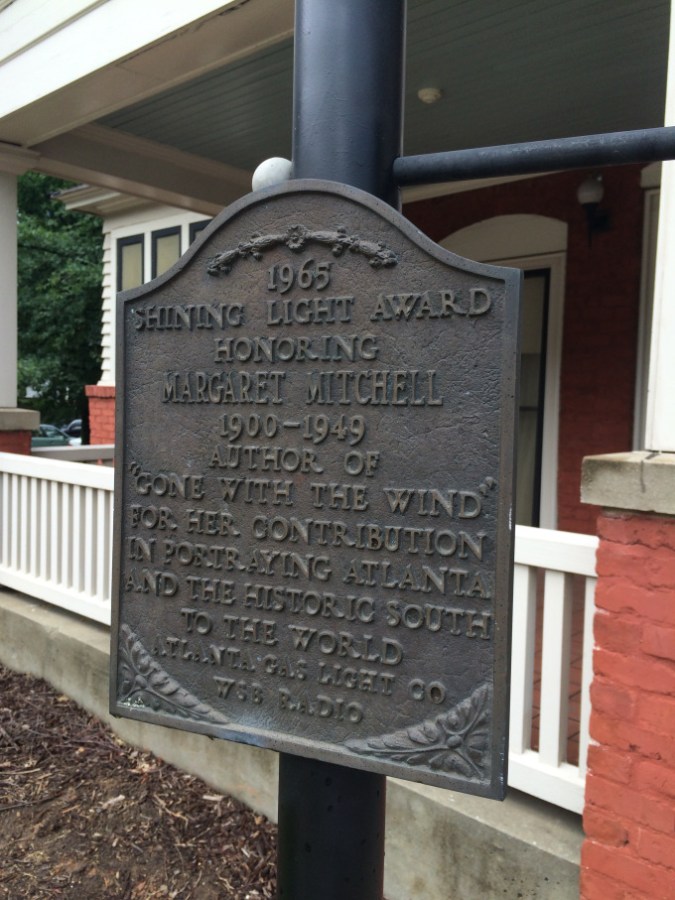 1965
SHINING LIGHT AWARD
HONORING
MARGARET MITCHELL
1900-1949
AUTHOR OF
"GONE WITH THE WIND"
FOR HER CONTRIBUTION
IN PORTRAYING ATLANTA
AND THE HISTORIC SOUTH
TO THE WORLD
ATLANTA GAS LIGHT CO
WSB RADIO